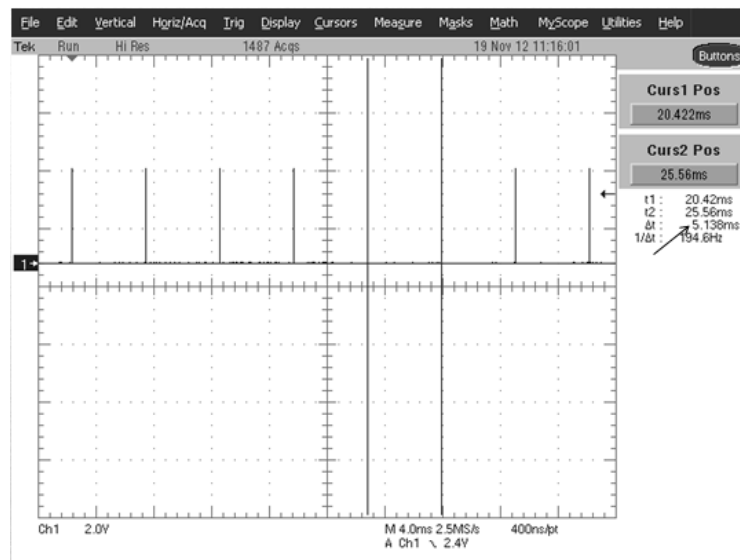 File Edit Vertical Horiz/Acq Trig Display Cursors Measure Masks Math MyScope Utilities Help
Tek Run Hi Res 1487 Acqs 19 Nov 12 11:16:01
Buttons
Curs1 Pos
20.422ms
Curs2 Pos
25.56ms
t1 : 20.42ms
t2 : 25.56ms
Δt : 5.138ms
1/Δt : 194.6Hz
1
Ch1 2.0V M 4.0ms 2.5MS/s 400ns/pt
A Ch1 \ 2.4V